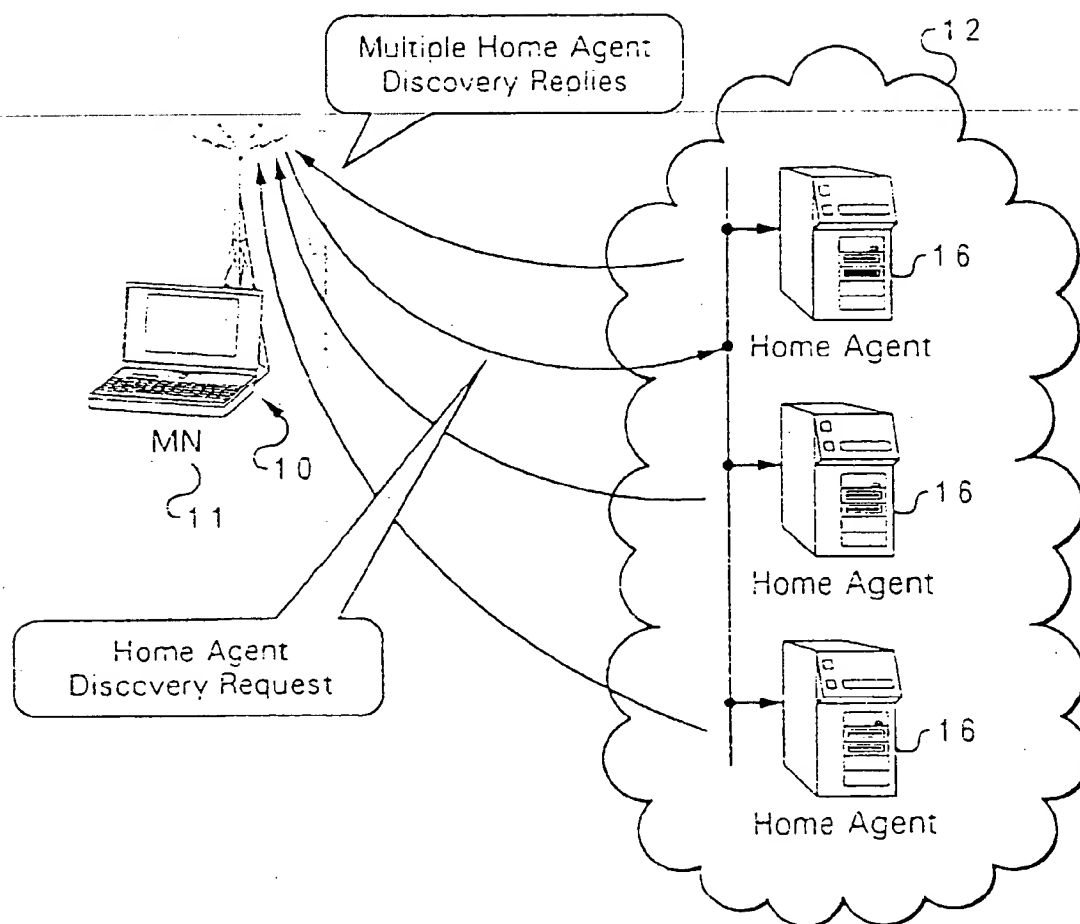 12
Multiple Home Agent
Discovery Replies
16
Home Agent
MN
10
11
16
Home Agent
Home Agent
Discovery Request
16
Home Agent